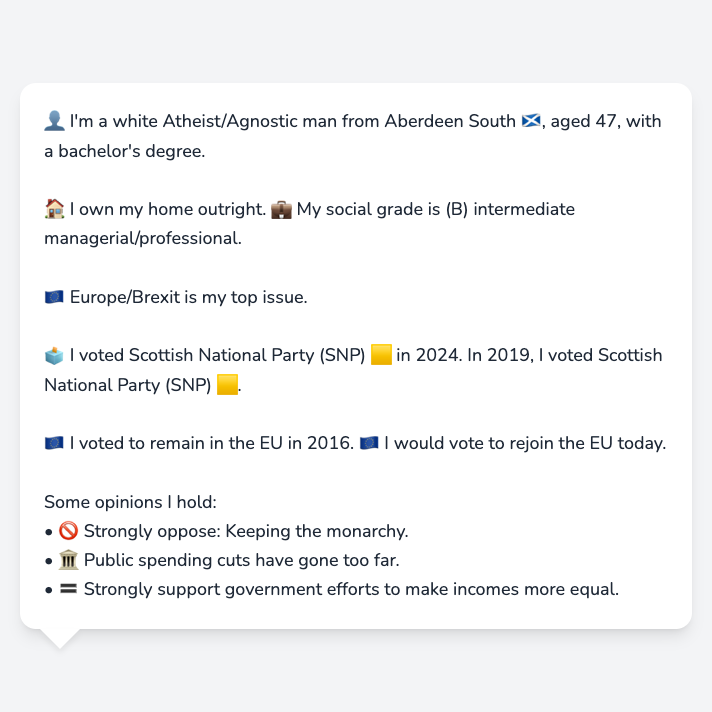 👤 I'm a white Atheist/Agnostic man from Aberdeen South 🏴󠁧󠁢󠁳󠁣󠁴󠁿, aged 47, with
a bachelor's degree.
🏠 I own my home outright. 💼 My social grade is (B) intermediate
managerial/professional.
🇪🇺 Europe/Brexit is my top issue.
🗳️ I voted Scottish National Party (SNP) 🟨 in 2024. In 2019, I voted Scottish
National Party (SNP) 🟨.
🇪🇺 I voted to remain in the EU in 2016. 🇪🇺 I would vote to rejoin the EU today.
Some opinions I hold:
• 🚫 Strongly oppose: Keeping the monarchy.
• 🏛️ Public spending cuts have gone too far.
• 🟰 Strongly support government efforts to make incomes more equal.